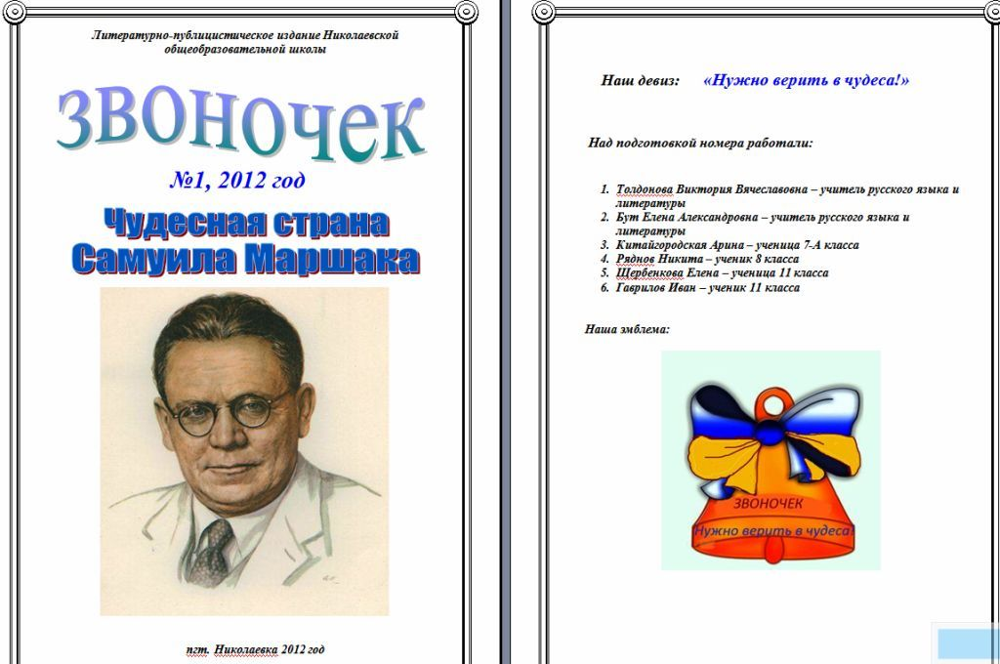 Литературно-публицистическое издание Николаевской
общеобразовательной школы
звоночек
№1, 2012 год
Чудесная страна
Самуила Маршака
пгт. Николаевка 2012 год
Наш девиз: «Нужно верить в чудеса!»
Над подготовкой номера работали:
1. Толдонова Виктория Вячеславовна – учитель русского языка и
литературы
2. Бут Елена Александровна – учитель русского языка и
литературы
3. Китайгородская Арина – ученица 7-А класса
4. Ряднов Никита – ученик 8 класса
5. Щербенкова Елена – ученица 11 класса
6. Гаврилов Иван – ученик 11 класса
Наша эмблема:
ЗВОНОЧЕК
Нужно верить в чудеса!